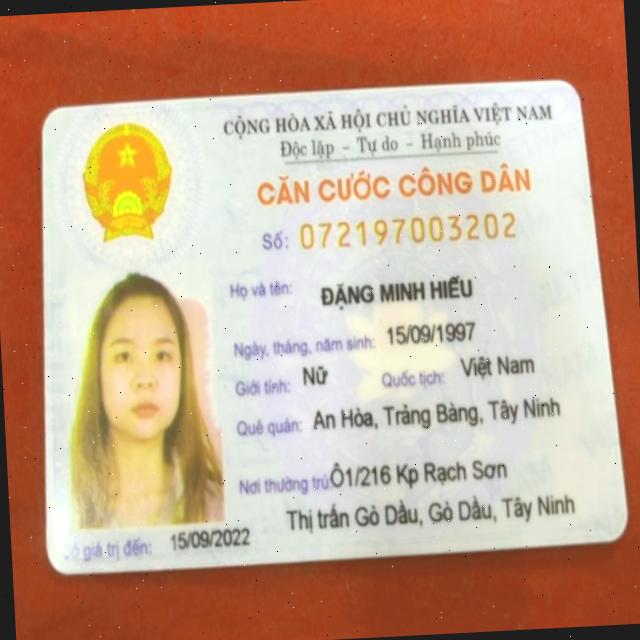 CỘNG HÒA XÃ HỘI CHỦ NGHĨA VIỆT NAM
Độc lập - Tự do - Hạnh phúc
CĂN CƯỚC CÔNG DÂN
Số: 072197003202
Họ và tên: ĐẶNG MINH HIẾU
Ngày, tháng, năm sinh: 15/09/1997
Giới tính: Nữ Quốc tịch: Việt Nam
Quê quán: An Hòa, Trảng Bàng, Tây Ninh
Nơi thường trú: Ô1/216 Kp Rạch Sơn
Thị trấn Gò Dầu, Gò Dầu, Tây Ninh
Có giá trị đến: 15/09/2022